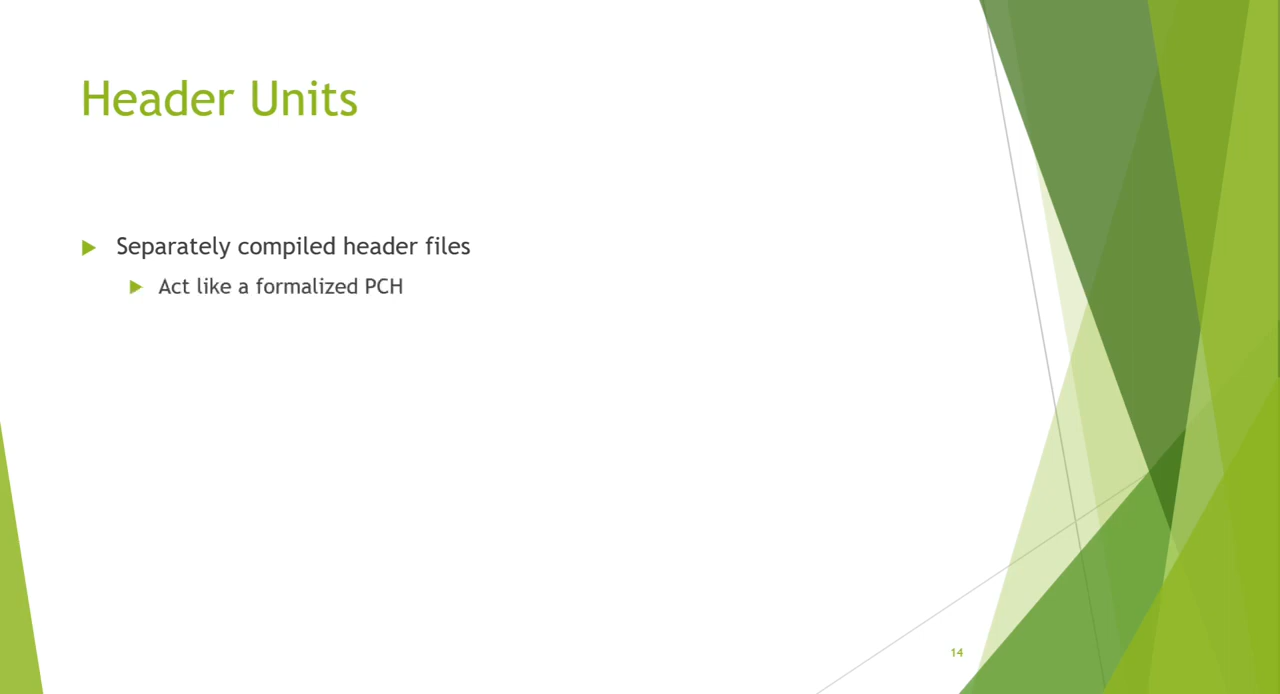 Header Units
Separately compiled header files
Act like a formalized PCH
14